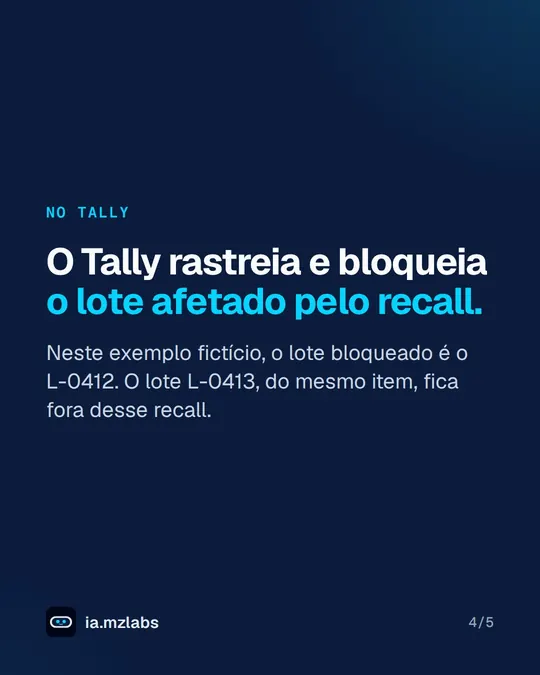 NO TALLY
O Tally rastreia e bloqueia
o lote afetado pelo recall.
Neste exemplo fictício, o lote bloqueado é o
L-0412. O lote L-0413, do mesmo item, fica
fora desse recall.
ia.mzlabs
4/5